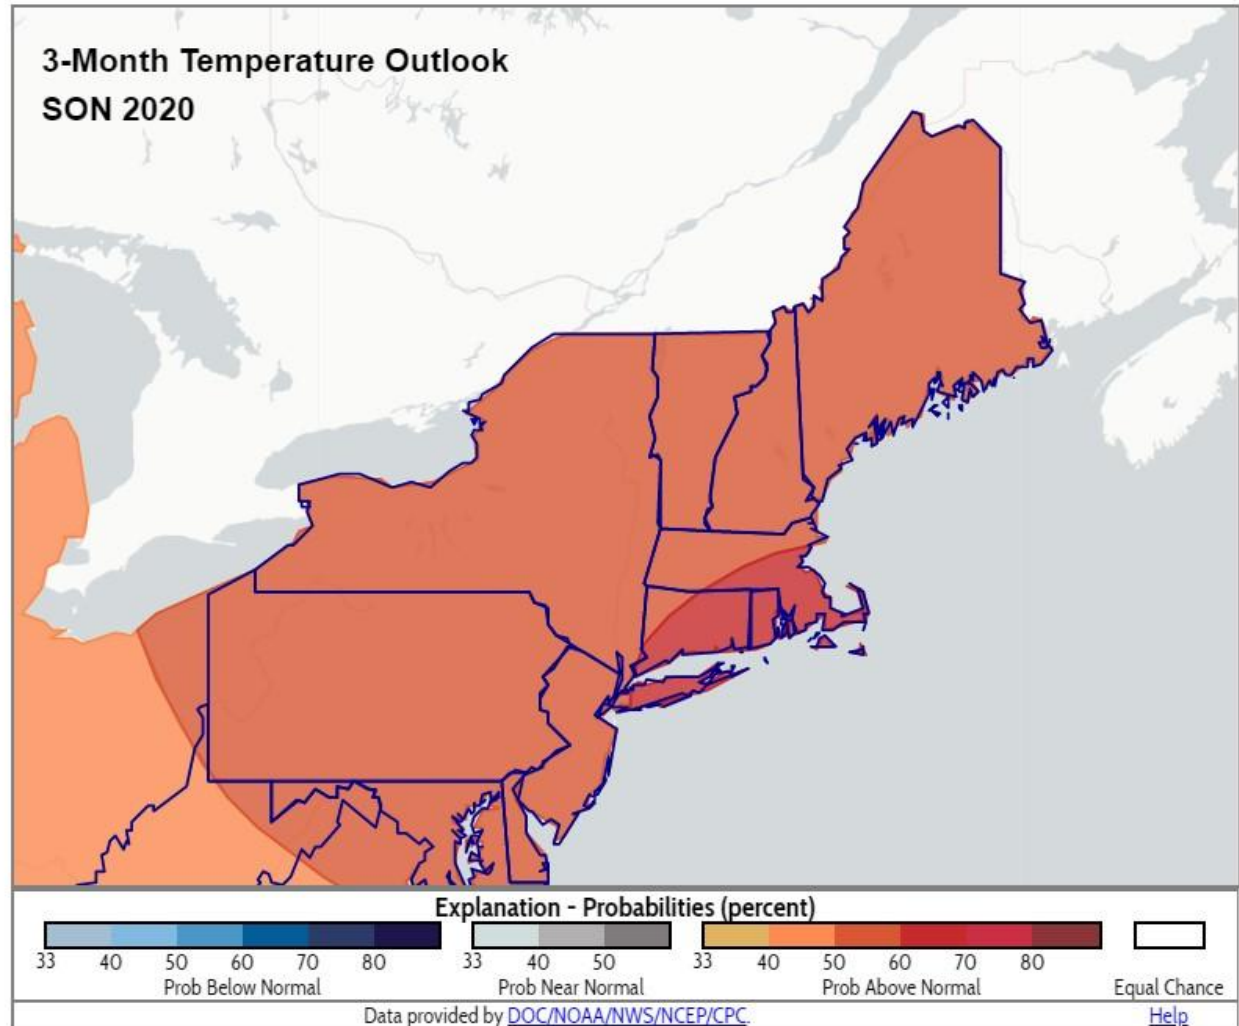 3-Month Temperature Outlook
SON 2020
Explanation - Probabilities (percent)
33 40 50 60 70 80 33 40 50 33 40 50 60 70 80
Prob Below Normal Prob Near Normal Prob Above Normal Equal Chance
Data provided by DOC/NOAA/NWS/NCEP/CPC. Help